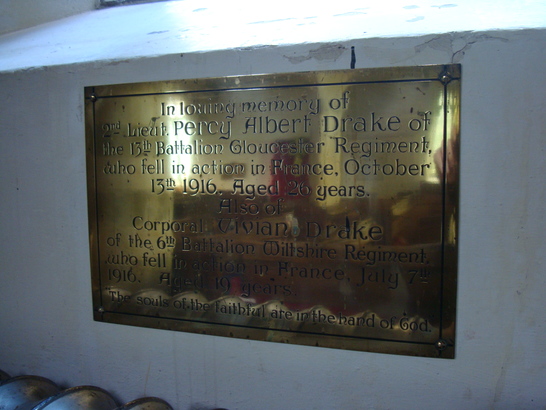 In loving memory of
2nd Lieut. Percy Albert Drake of
the 13th Battalion Gloucester Regiment,
who fell in action in France, October
13th 1916. Aged 26 years.
Also of
Corporal. Vivian Drake
of the 6th Battalion Wiltshire Regiment,
who fell in action in France, July 7th
1916. Aged 19 years.
The souls of the faithful, are in the hand of God.